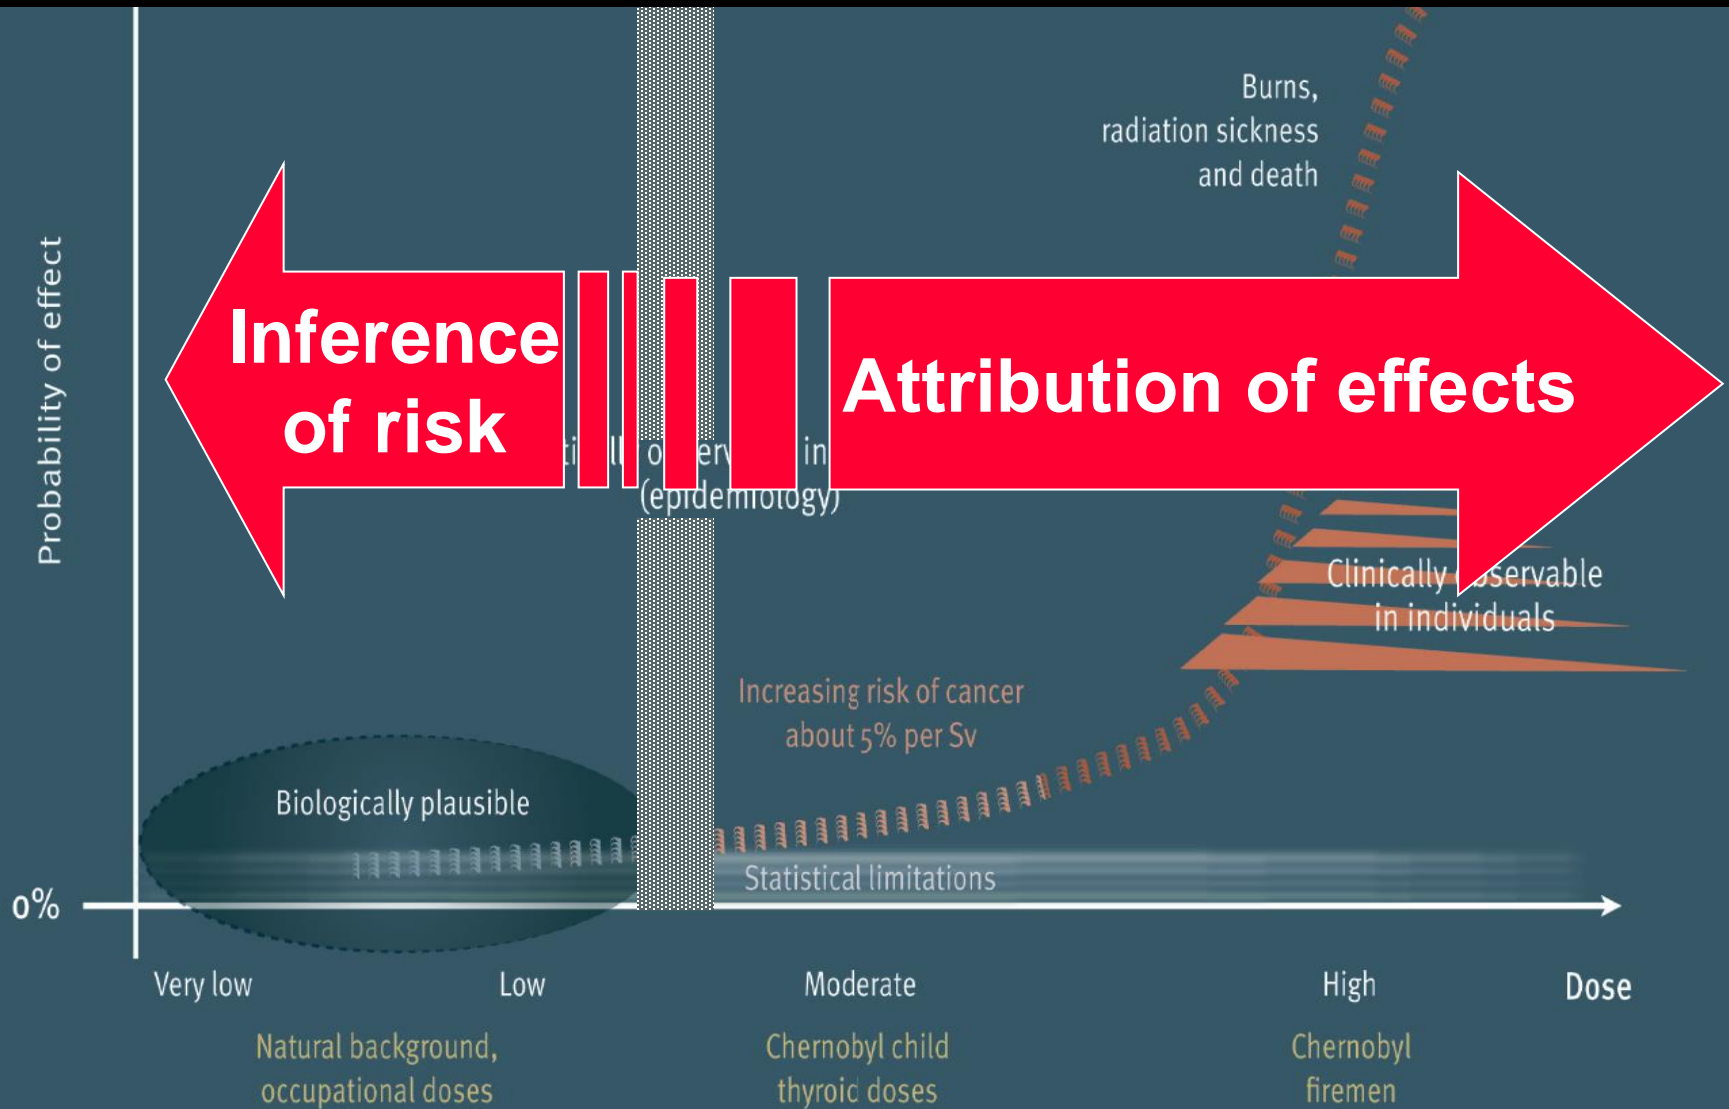 Burns,
radiation sickness
and death
Probability of effect
Inference
of risk
Attribution of effects
in
(epidemiology)
Clinically observable
in individuals
Increasing risk of cancer
about 5% per Sv
Biologically plausible
Statistical limitations
0%
Very low
Low
Moderate
High
Dose
Natural background,
occupational doses
Chernobyl child
thyroid doses
Chernobyl
firemen